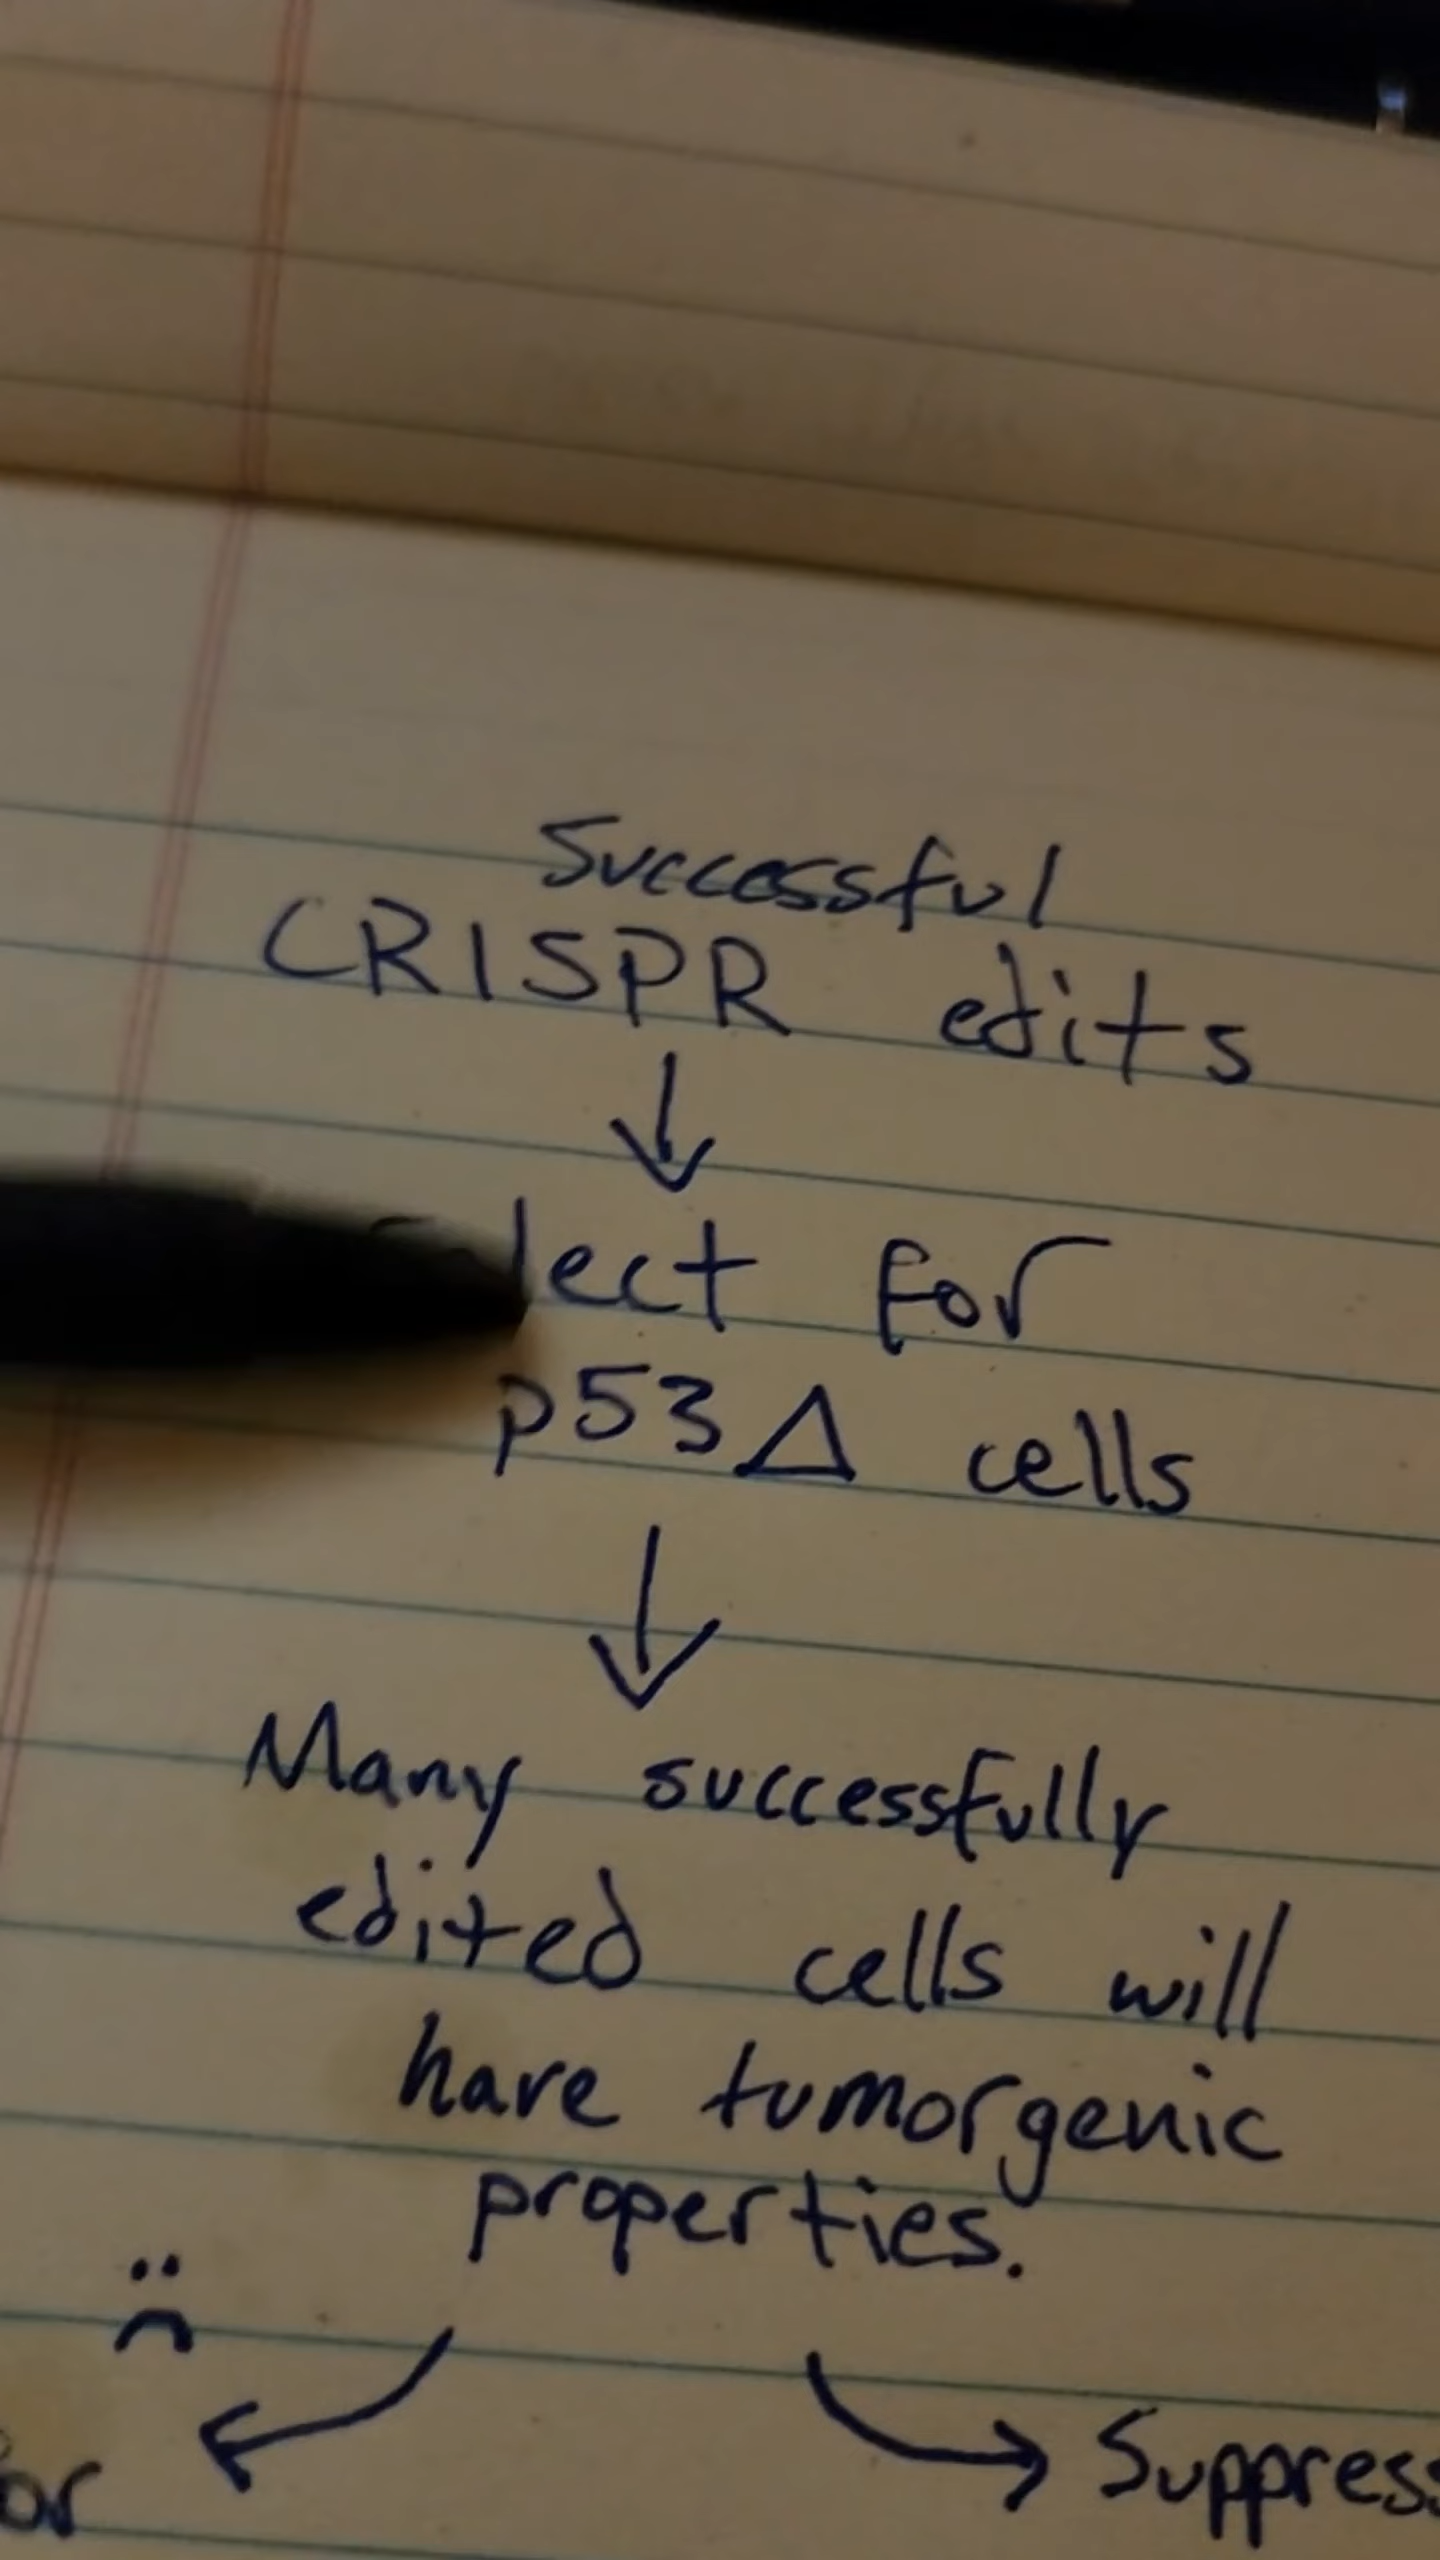 Successful
CRISPR edits
↓
lect for
p53Δ cells
↓
Many successfully
edited cells will
have tumorgenic
properties.
or
Suppress